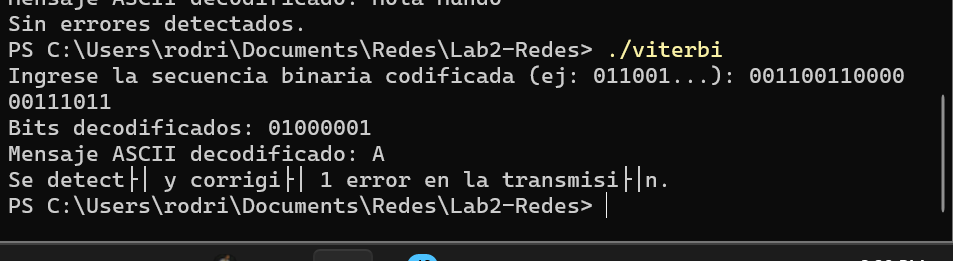 Mensaje ASCII decodificado: Hola Mundo
Sin errores detectados.
PS C:\Users\rodri\Documents\Redes\Lab2-Redes> ./viterbi
Ingrese la secuencia binaria codificada (ej: 011001...): 001100110000
00111011
Bits decodificados: 01000001
Mensaje ASCII decodificado: A
Se detect├│ y corrigi├│ 1 error en la transmisi├│n.
PS C:\Users\rodri\Documents\Redes\Lab2-Redes>